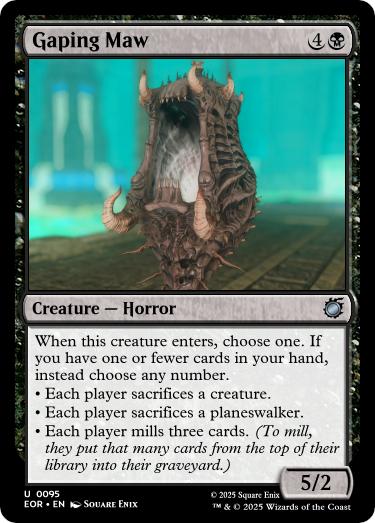 Gaping Maw 4
Creature — Horror
When this creature enters, choose one. If
you have one or fewer cards in your hand,
instead choose any number.
• Each player sacrifices a creature.
• Each player sacrifices a planeswalker.
• Each player mills three cards. (To mill,
they put that many cards from the top of their
library into their graveyard.)
5/2
U 0095
EOR • EN SQUARE ENIX
© 2025 Square Enix
™ & © 2025 Wizards of the Coast